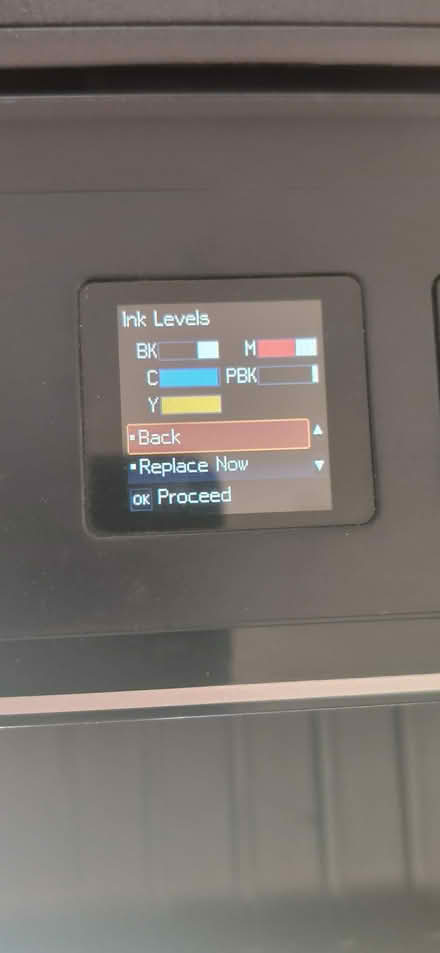 Ink Levels
BK M
C PBK
Y
Back
Replace Now
OK Proceed